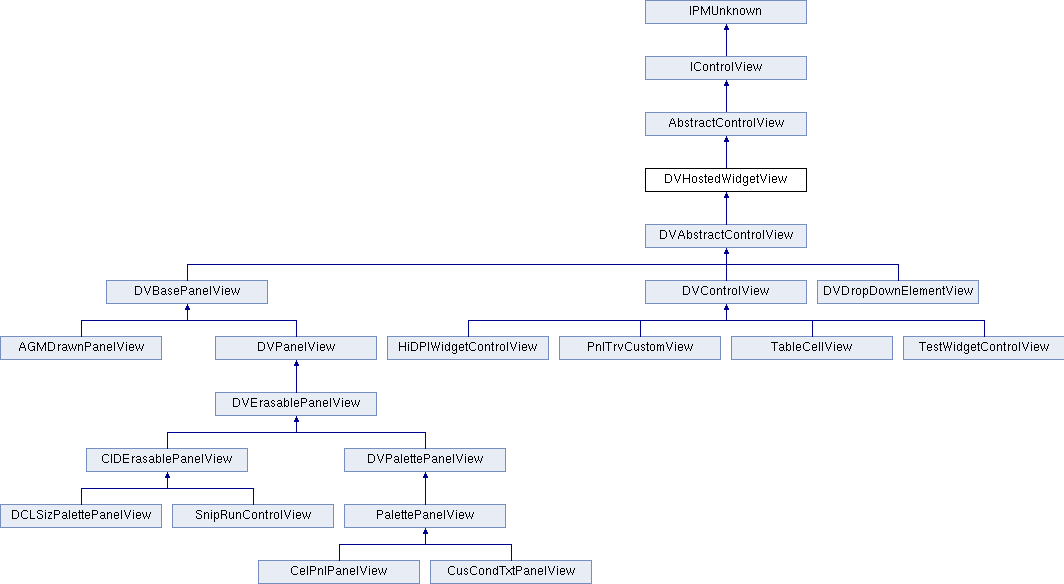 IPMUnknown
IControlView
AbstractControlView
DVHostedWidgetView
DVAbstractControlView
DVBasePanelView
DVControlView
DVDropDownElementView
AGMDrawnPanelView
DVPanelView
HiDPIWidgetControlView
PnlTrvCustomView
TableCellView
TestWidgetControlView
DVErasablePanelView
CIDErasablePanelView
DVPalettePanelView
DCLSizPalettePanelView
SnipRunControlView
PalettePanelView
CelPnlPanelView
CusCondTxtPanelView